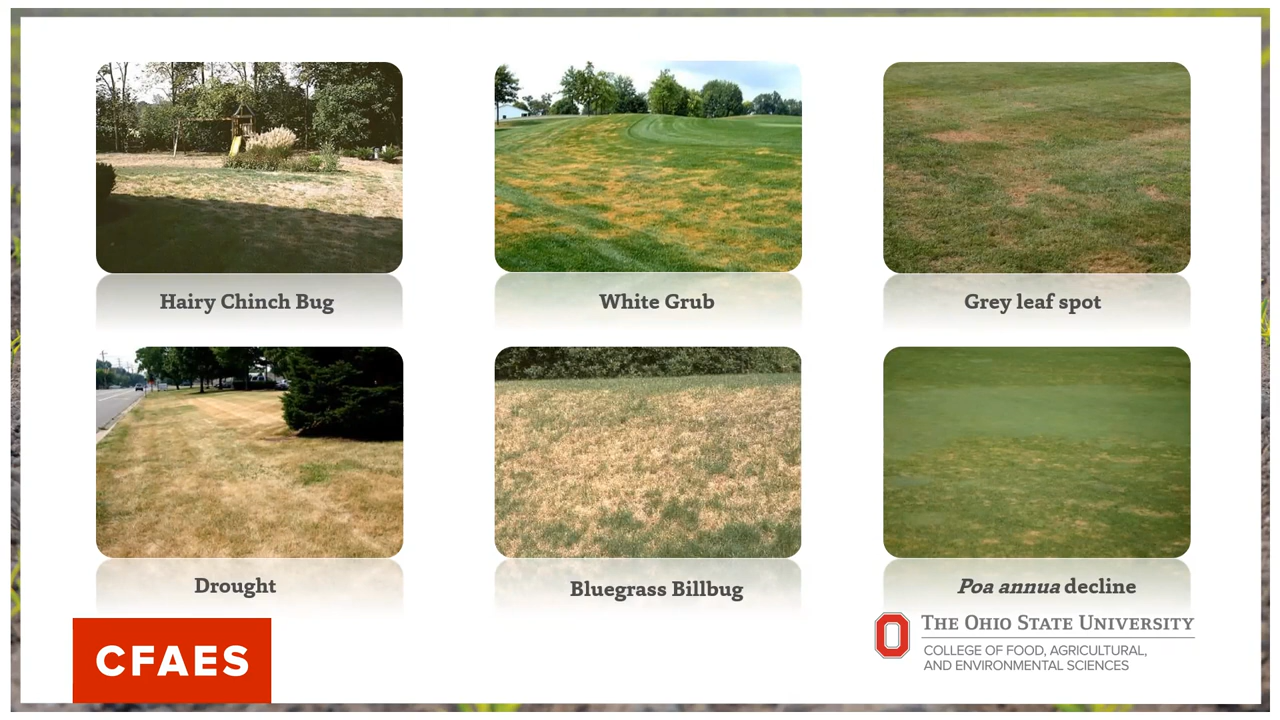 Hairy Chinch Bug
White Grub
Grey leaf spot
Drought
Bluegrass Billbug
Poa annua decline
CFAES
THE OHIO STATE UNIVERSITY
COLLEGE OF FOOD, AGRICULTURAL,
AND ENVIRONMENTAL SCIENCES